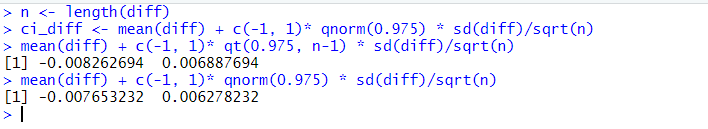 > n <- length(diff)
> ci_diff <- mean(diff) + c(-1, 1)* qnorm(0.975) * sd(diff)/sqrt(n)
> mean(diff) + c(-1, 1)* qt(0.975, n-1) * sd(diff)/sqrt(n)
[1] -0.008262694  0.006887694
> mean(diff) + c(-1, 1)* qnorm(0.975) * sd(diff)/sqrt(n)
[1] -0.007653232  0.006278232
>